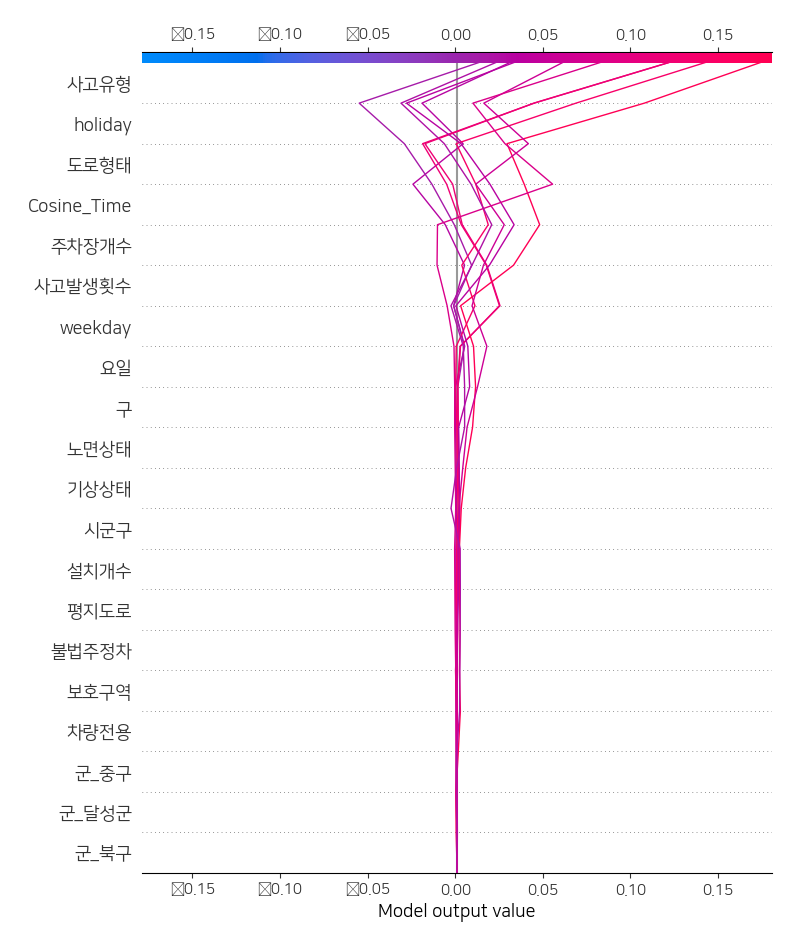 0.15 0.10 0.05 0.00 0.05 0.10 0.15
사고유형
holiday
도로형태
Cosine_Time
주차장개수
사고발생횟수
weekday
요일
구
노면상태
기상상태
시군구
설치개수
평지도로
불법주정차
보호구역
차량전용
군_중구
군_달성군
군_북구
0.15 0.10 0.05 0.00 0.05 0.10 0.15
Model output value